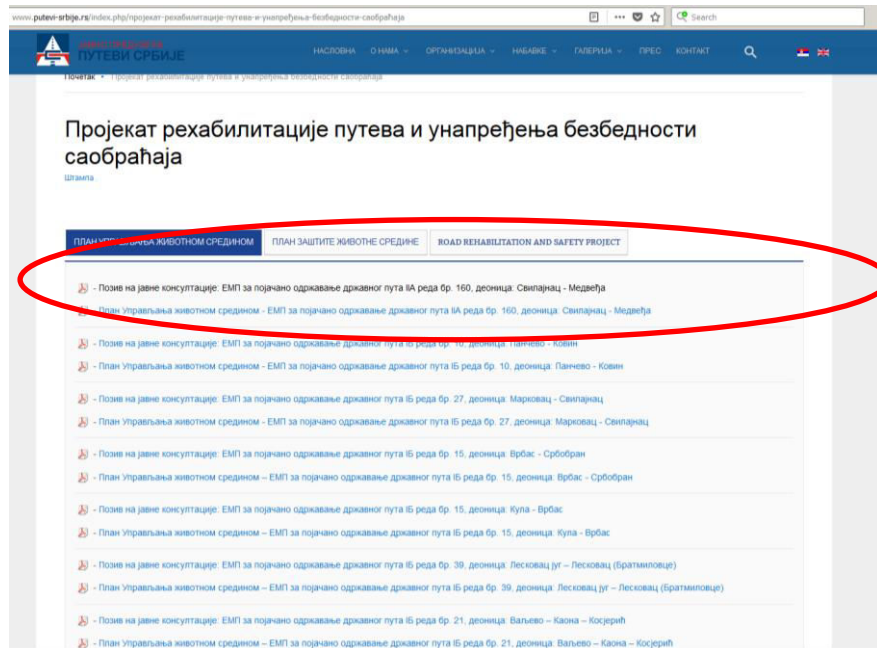 www.putevi-srbije.rs/index.php/пројекат-рехабилитације-путева-и-унапређења-безбедности-саобраћаја
Search
ПУТЕВИ СРБИЈЕ
НАСЛОВНА О НАМА ОРГАНИЗАЦИЈА НАБАВКЕ ГАЛЕРИЈА ПРЕС КОНТАКТ
Почетак • Пројекат рехабилитације путева и унапређења безбедности саобраћаја
Пројекат рехабилитације путева и унапређења безбедности
саобраћаја
Штампа
ПЛАН УПРАВЉАЊА ЖИВОТНОМ СРЕДИНОМ ПЛАН ЗАШТИТЕ ЖИВОТНЕ СРЕДИНЕ ROAD REHABILITATION AND SAFETY PROJECT
- Позив на јавне консултације: ЕМП за појачано одржавање државног пута IIA реда бр. 160, деоница: Свилајнац - Медвеђа
- План Управљања животном средином - ЕМП за појачано одржавање државног пута IIA реда бр. 160, деоница: Свилајнац - Медвеђа
- Позив на јавне консултације: ЕМП за појачано одржавање државног пута IБ реда бр. 10, деоница: Панчево - Ковин
- План Управљања животном средином - ЕМП за појачано одржавање државног пута IБ реда бр. 10, деоница: Панчево - Ковин
- Позив на јавне консултације: ЕМП за појачано одржавање државног пута IБ реда бр. 27, деоница: Марковац - Свилајнац
- План Управљања животном средином - ЕМП за појачано одржавање државног пута IБ реда бр. 27, деоница: Марковац - Свилајнац
- Позив на јавне консултације: ЕМП за појачано одржавање државног пута IБ реда бр. 15, деоница: Врбас - Србобран
- План Управљања животном средином – ЕМП за појачано одржавање државног пута IБ реда бр. 15, деоница: Врбас - Србобран
- Позив на јавне консултације: ЕМП за појачано одржавање државног пута IБ реда бр. 15, деоница: Кула - Врбас
- План Управљања животном средином – ЕМП за појачано одржавање државног пута IБ реда бр. 15, деоница: Кула - Врбас
- Позив на јавне консултације: ЕМП за појачано одржавање државног пута IБ реда бр. 39, деоница: Лесковац југ – Лесковац (Братмиловце)
- План Управљања животном средином – ЕМП за појачано одржавање државног пута IБ реда бр. 39, деоница: Лесковац југ – Лесковац (Братмиловце)
- Позив на јавне консултације: ЕМП за појачано одржавање државног пута IБ реда бр. 21, деоница: Ваљево – Каона – Косјерић
- План Управљања животном средином – ЕМП за појачано одржавање државног пута IБ реда бр. 21, деоница: Ваљево – Каона – Косјерић